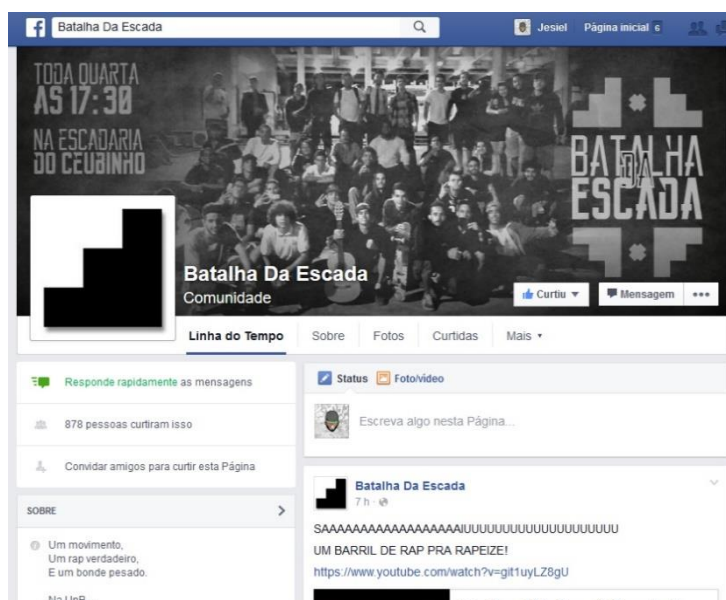 f
Batalha Da Escada
Jesiel
Página inicial 6
TODA QUARTA
AS 17:30
NA ESCADARIA
DO CEUBINHO
BATALHA
DA
ESCADA
Batalha Da Escada
Comunidade
Curtiu
Mensagem
Linha do Tempo
Sobre
Fotos
Curtidas
Mais
Responde rapidamente as mensagens
878 pessoas curtiram isso
Convidar amigos para curtir esta Página
SOBRE
Um movimento,
Um rap verdadeiro,
E um bonde pesado.
Na UnB
Status
Foto/vídeo
Escreva algo nesta Página...
Batalha Da Escada
7 h ·
SAAAAAAAAAAAAAAAAAAIUUUUUUUUUUUUUUUUUUUUU
UM BARRIL DE RAP PRA RAPEIZE!
https://www.youtube.com/watch?v=git1uyLZ8gU